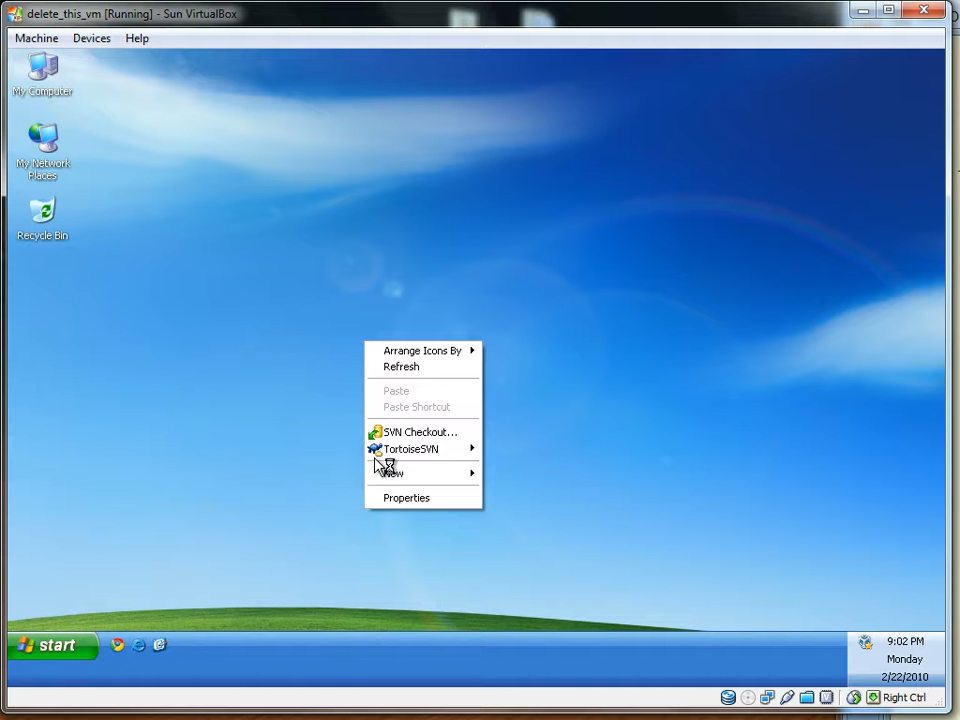 delete_this_vm [Running] - Sun VirtualBox
Machine Devices Help
My Computer
My Network
Places
Recycle Bin
Arrange Icons By
Refresh
Paste
Paste Shortcut
SVN Checkout...
TortoiseSVN
New
Properties
start
9:02 PM
Monday
2/22/2010
Right Ctrl